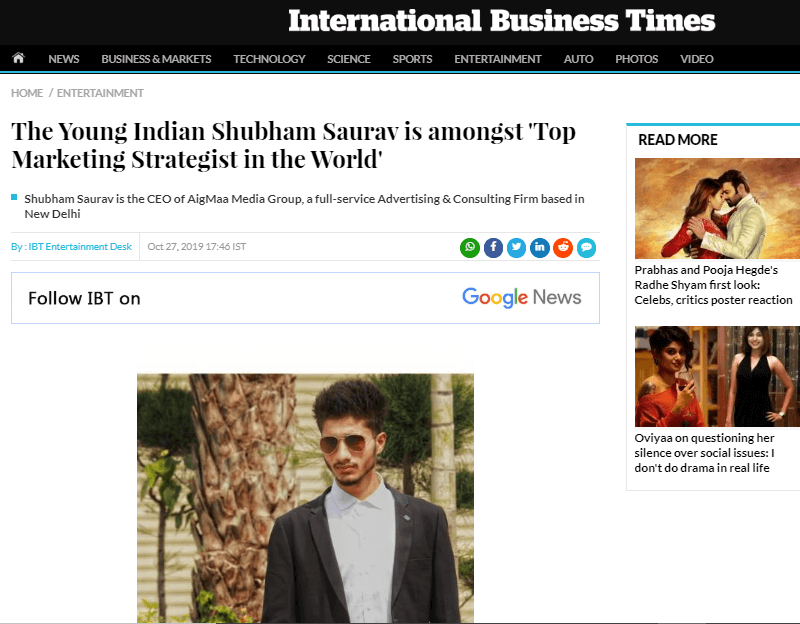 International Business Times
NEWS BUSINESS & MARKETS TECHNOLOGY SCIENCE SPORTS ENTERTAINMENT AUTO PHOTOS VIDEO
HOME / ENTERTAINMENT
The Young Indian Shubham Saurav is amongst 'Top
Marketing Strategist in the World'
Shubham Saurav is the CEO of AigMaa Media Group, a full-service Advertising & Consulting Firm based in
New Delhi
By : IBT Entertainment Desk
Oct 27, 2019 17:46 IST
Follow IBT on
Google News
READ MORE
Prabhas and Pooja Hegde's
Radhe Shyam first look:
Celebs, critics poster reaction
Oviyaa on questioning her
silence over social issues: I
don't do drama in real life